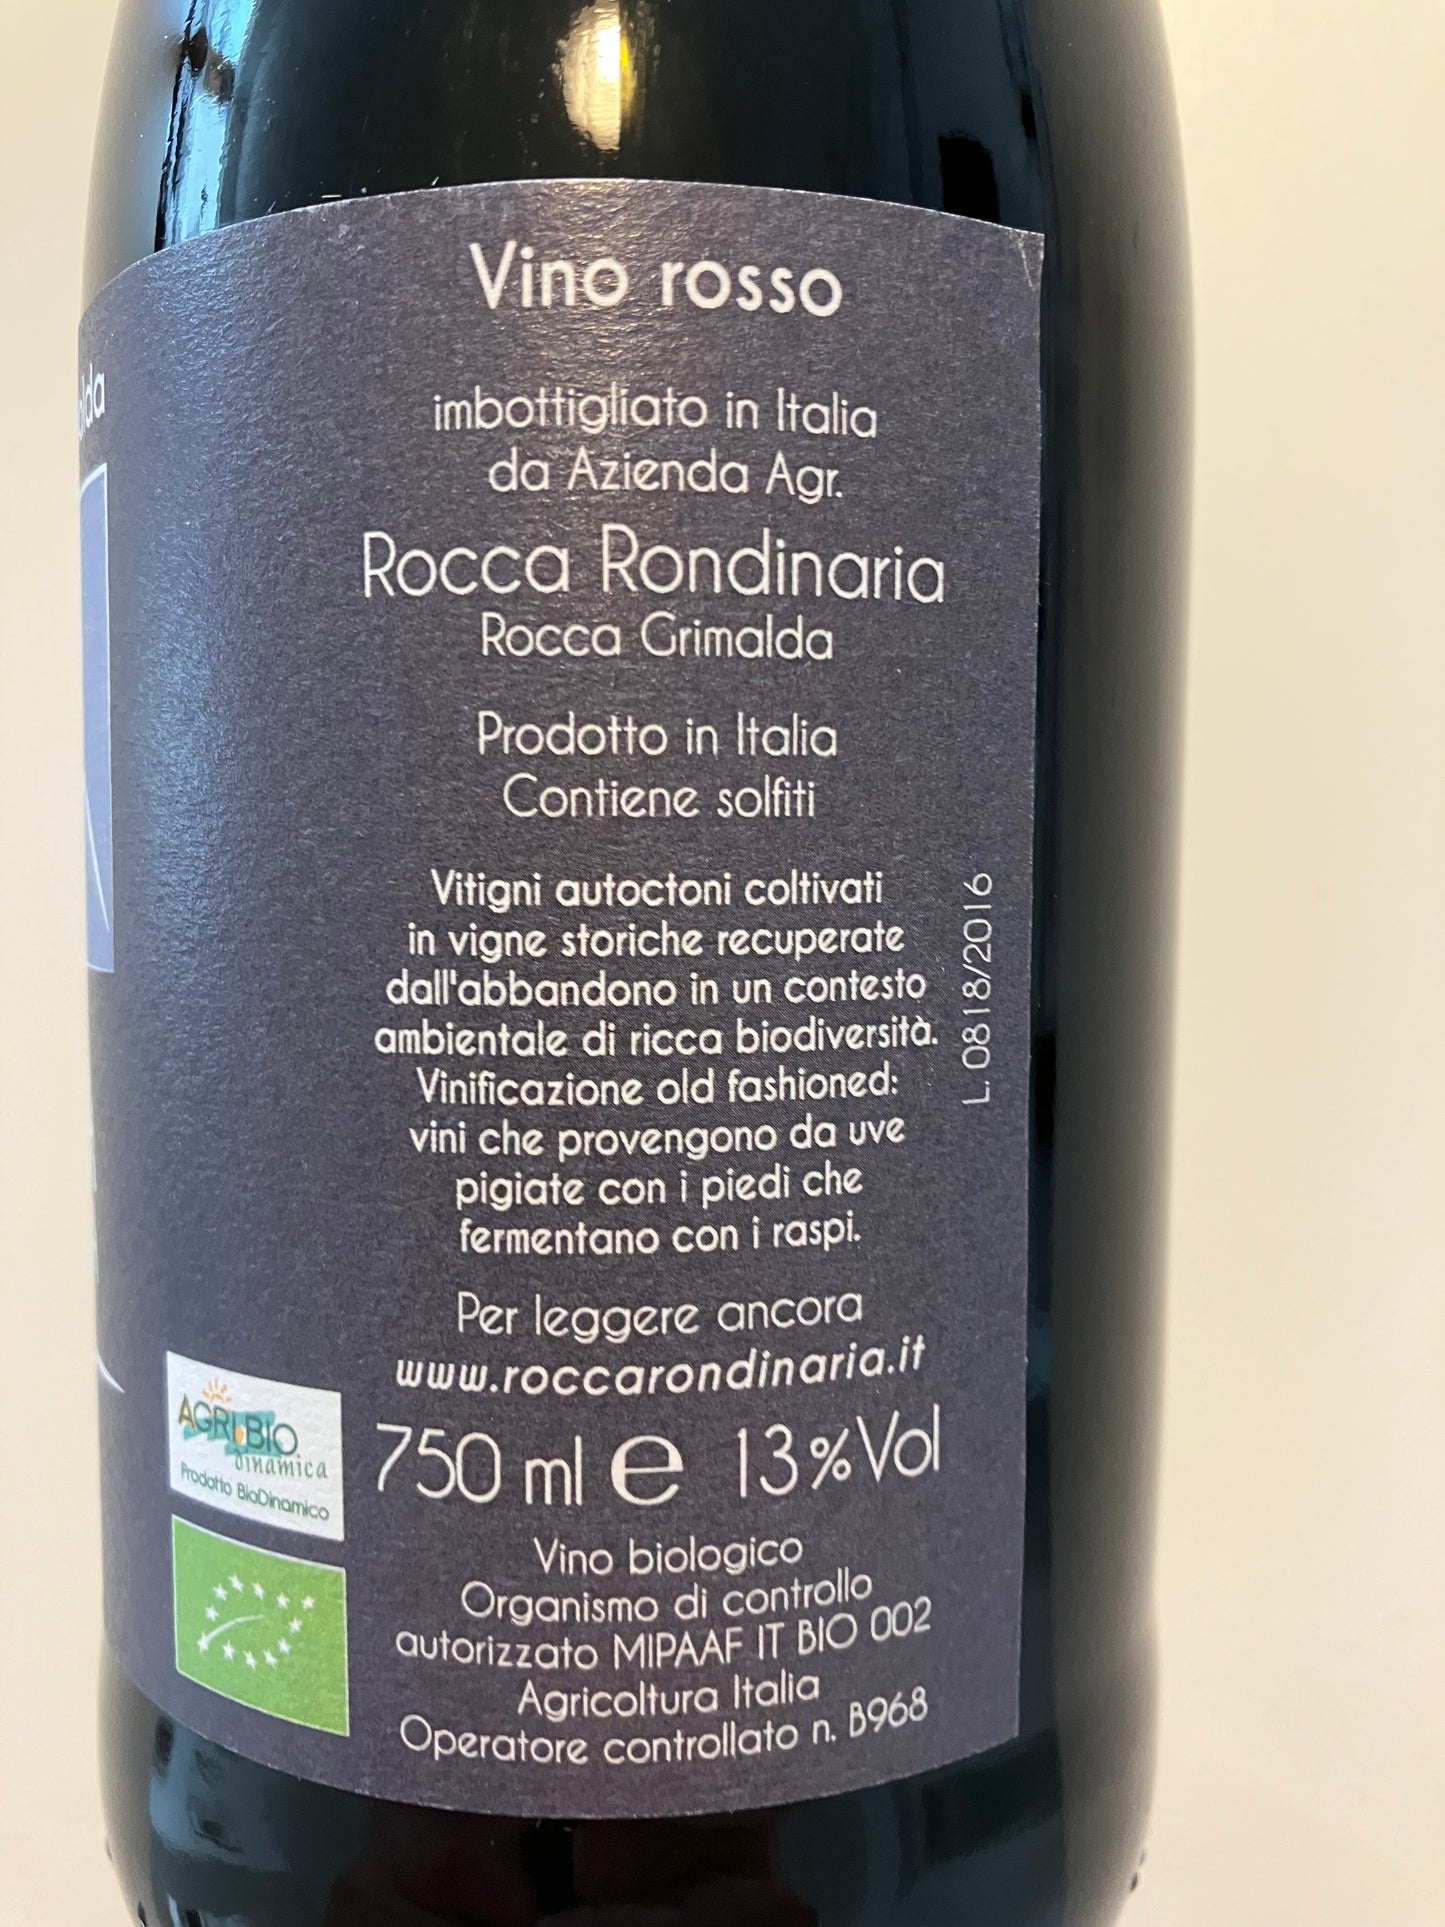 Vino rosso
imbottigliato in Italia
da Azienda Agr.
Rocca Rondinaria
Rocca Grimalda
Prodotto in Italia
Contiene solfiti
Vitigni autoctoni coltivati
in vigne storiche recuperate
dall'abbandono in un contesto
ambientale di ricca biodiversità.
Vinificazione old fashioned:
vini che provengono da uve
pigiate con i piedi che
fermentano con i raspi.
L. 0818/2016
Per leggere ancora
www.roccarondinaria.it
AGRI.BIO
Dinamica
Prodotto BioDinamico
750 ml e 13%Vol
Vino biologico
Organismo di controllo
autorizzato MIPAAF IT BIO 002
Agricoltura Italia
Operatore controllato n. B968